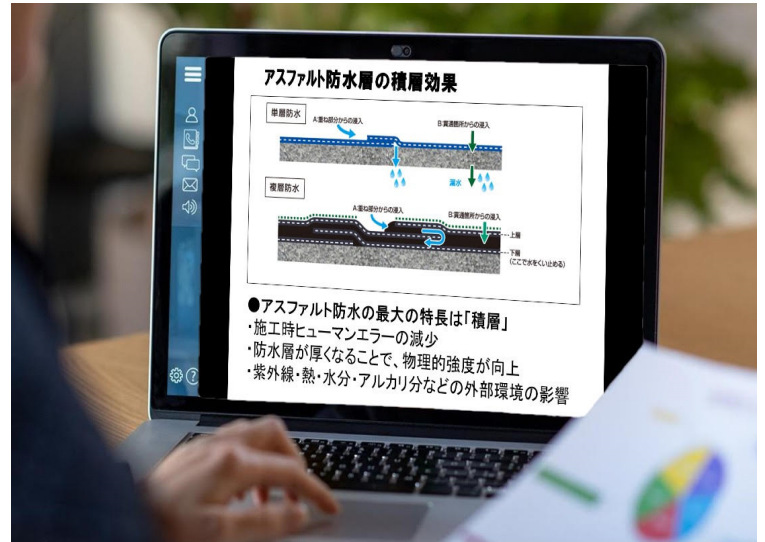 アスファルト防水層の積層効果
単層防水
A:重ね部分からの浸入
B:貫通箇所からの浸入
漏水
複層防水
A:重ね部分からの浸入
B:貫通箇所からの浸入
上層
下層
(ここで水をくい止める)
●アスファルト防水の最大の特長は「積層」
・施工時ヒューマンエラーの減少
・防水層が厚くなることで、物理的強度が向上
・紫外線・熱・水分・アルカリ分などの外部環境の影響